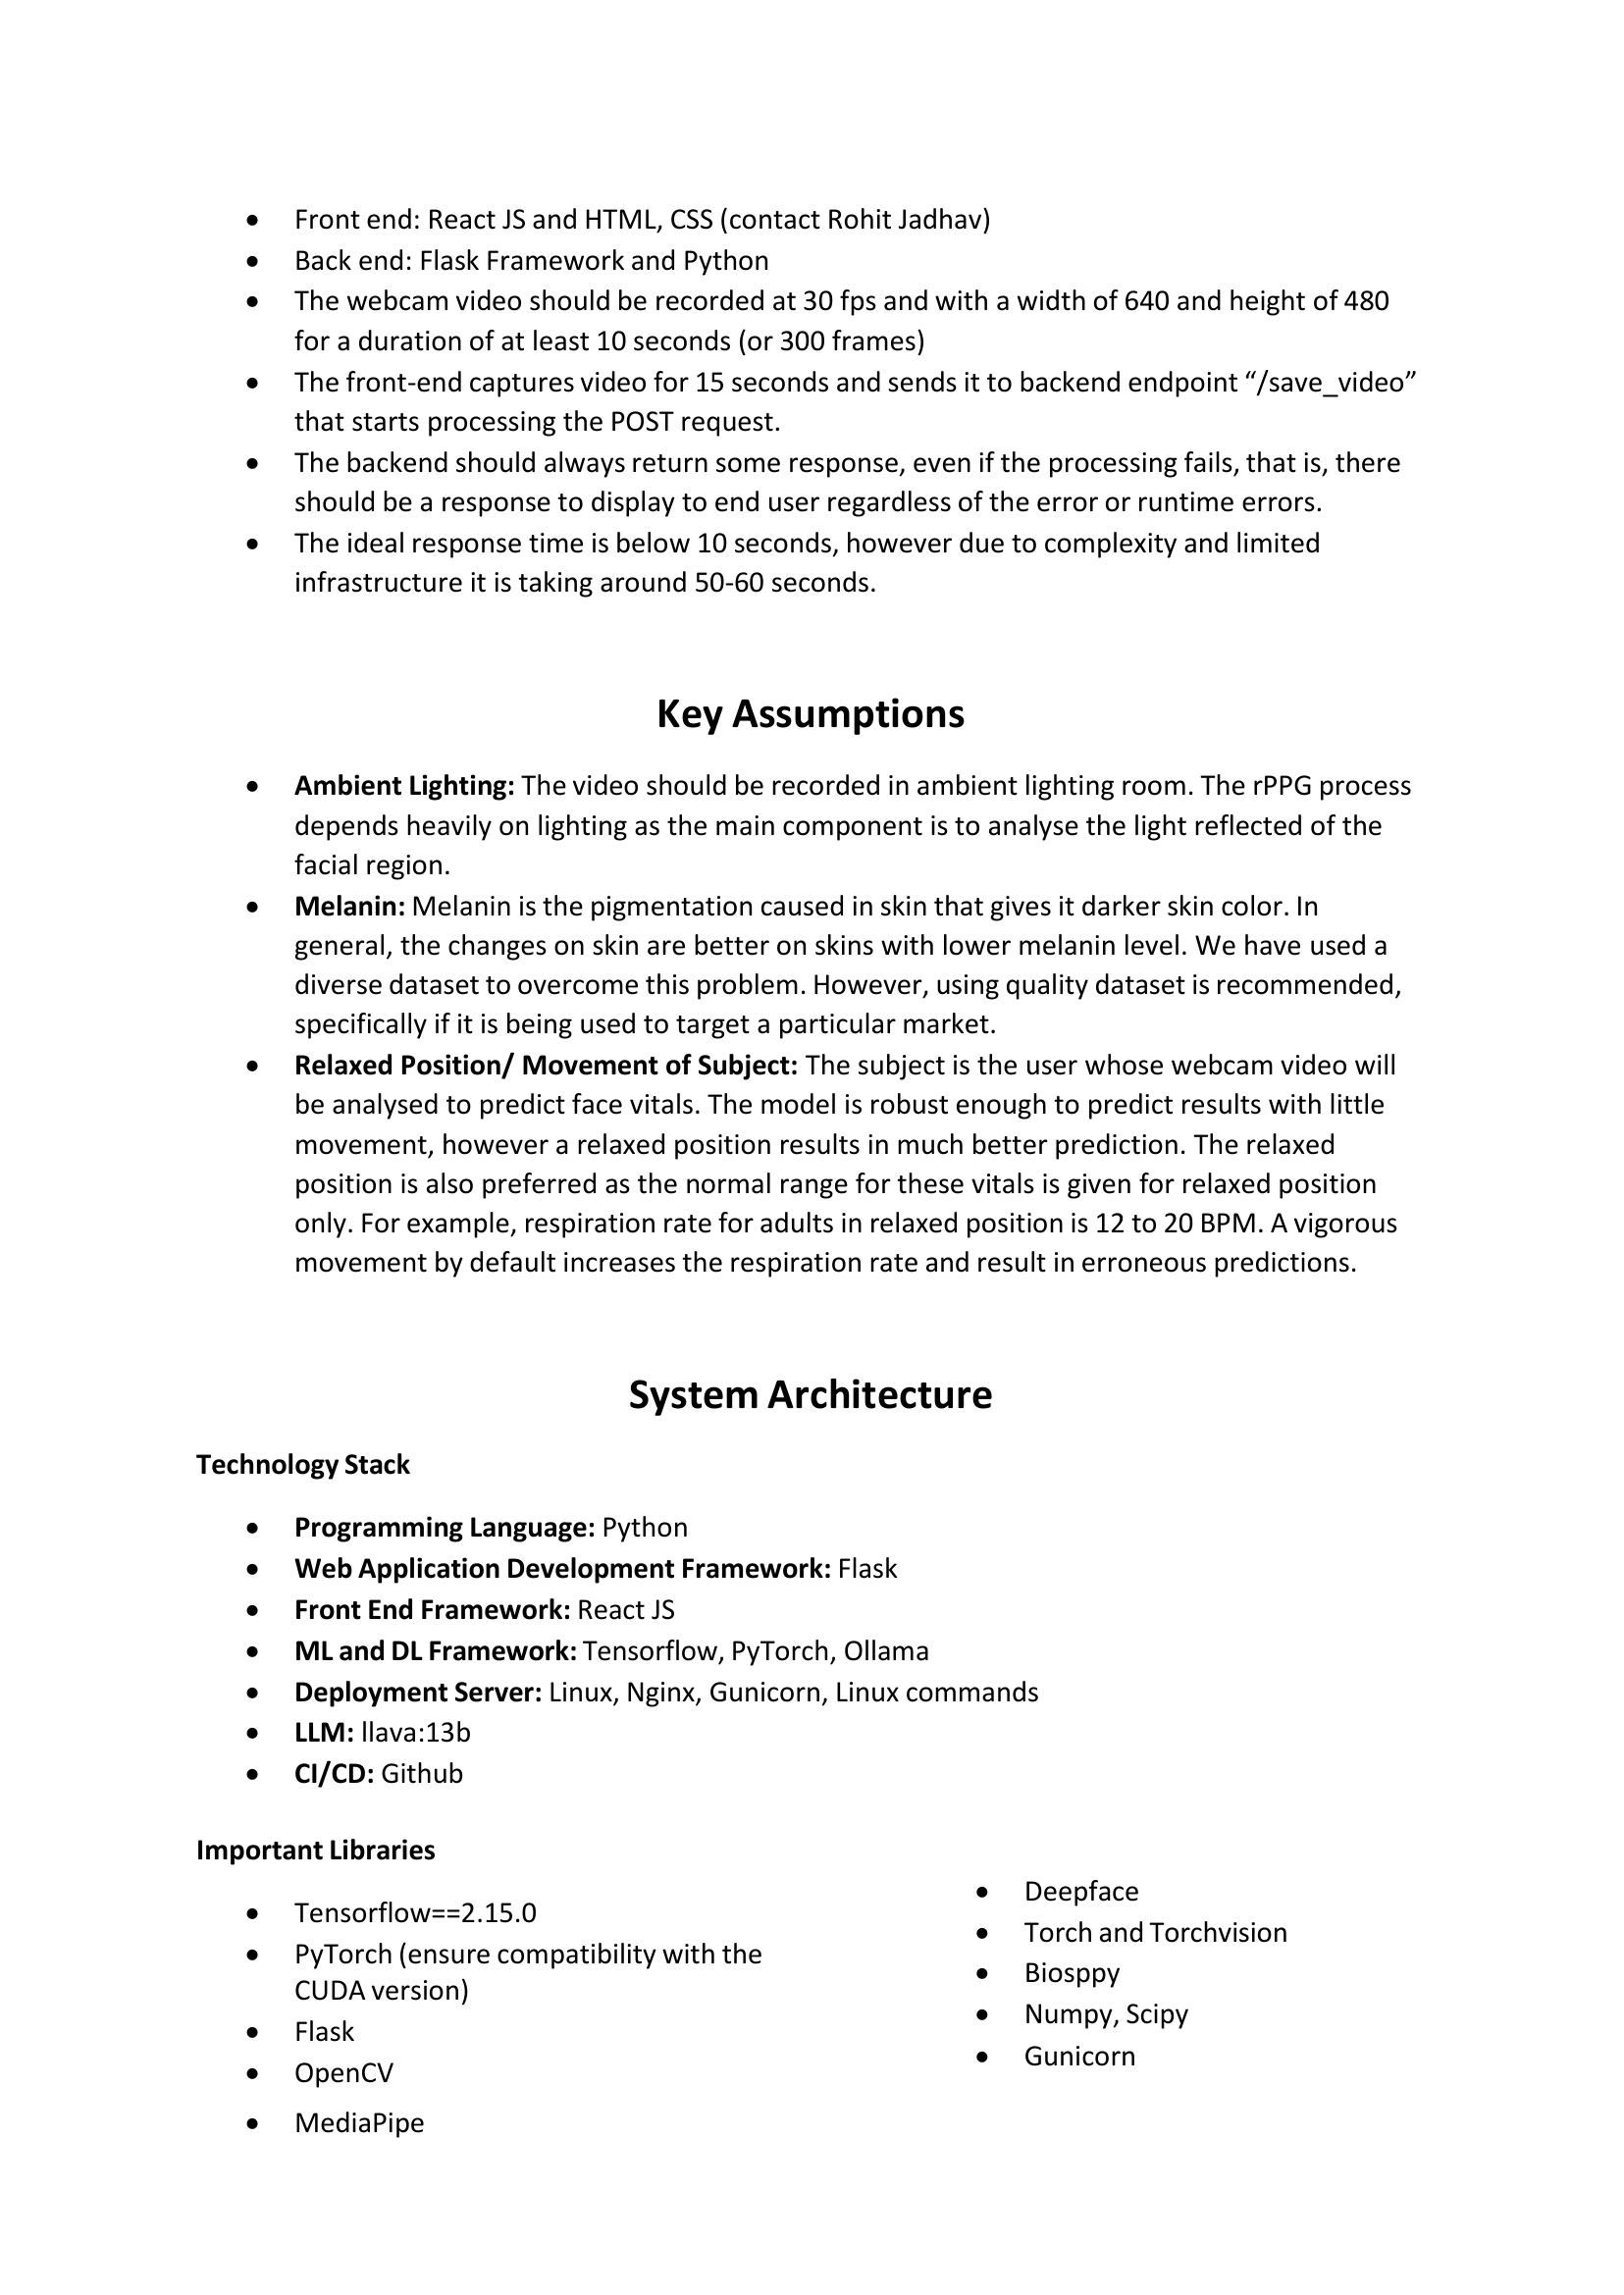 • Front end: React JS and HTML, CSS (contact Rohit Jadhav)
• Back end: Flask Framework and Python
• The webcam video should be recorded at 30 fps and with a width of 640 and height of 480
for a duration of at least 10 seconds (or 300 frames)
• The front-end captures video for 15 seconds and sends it to backend endpoint “/save_video”
that starts processing the POST request.
• The backend should always return some response, even if the processing fails, that is, there
should be a response to display to end user regardless of the error or runtime errors.
• The ideal response time is below 10 seconds, however due to complexity and limited
infrastructure it is taking around 50-60 seconds.
Key Assumptions
• Ambient Lighting: The video should be recorded in ambient lighting room. The rPPG process
depends heavily on lighting as the main component is to analyse the light reflected of the
facial region.
• Melanin: Melanin is the pigmentation caused in skin that gives it darker skin color. In
general, the changes on skin are better on skins with lower melanin level. We have used a
diverse dataset to overcome this problem. However, using quality dataset is recommended,
specifically if it is being used to target a particular market.
• Relaxed Position/ Movement of Subject: The subject is the user whose webcam video will
be analysed to predict face vitals. The model is robust enough to predict results with little
movement, however a relaxed position results in much better prediction. The relaxed
position is also preferred as the normal range for these vitals is given for relaxed position
only. For example, respiration rate for adults in relaxed position is 12 to 20 BPM. A vigorous
movement by default increases the respiration rate and result in erroneous predictions.
System Architecture
Technology Stack
• Programming Language: Python
• Web Application Development Framework: Flask
• Front End Framework: React JS
• ML and DL Framework: Tensorflow, PyTorch, Ollama
• Deployment Server: Linux, Nginx, Gunicorn, Linux commands
• LLM: llava:13b
• CI/CD: Github
Important Libraries
• Tensorflow==2.15.0
• PyTorch (ensure compatibility with the
CUDA version)
• Flask
• OpenCV
• MediaPipe
• Deepface
• Torch and Torchvision
• Biosppy
• Numpy, Scipy
• Gunicorn